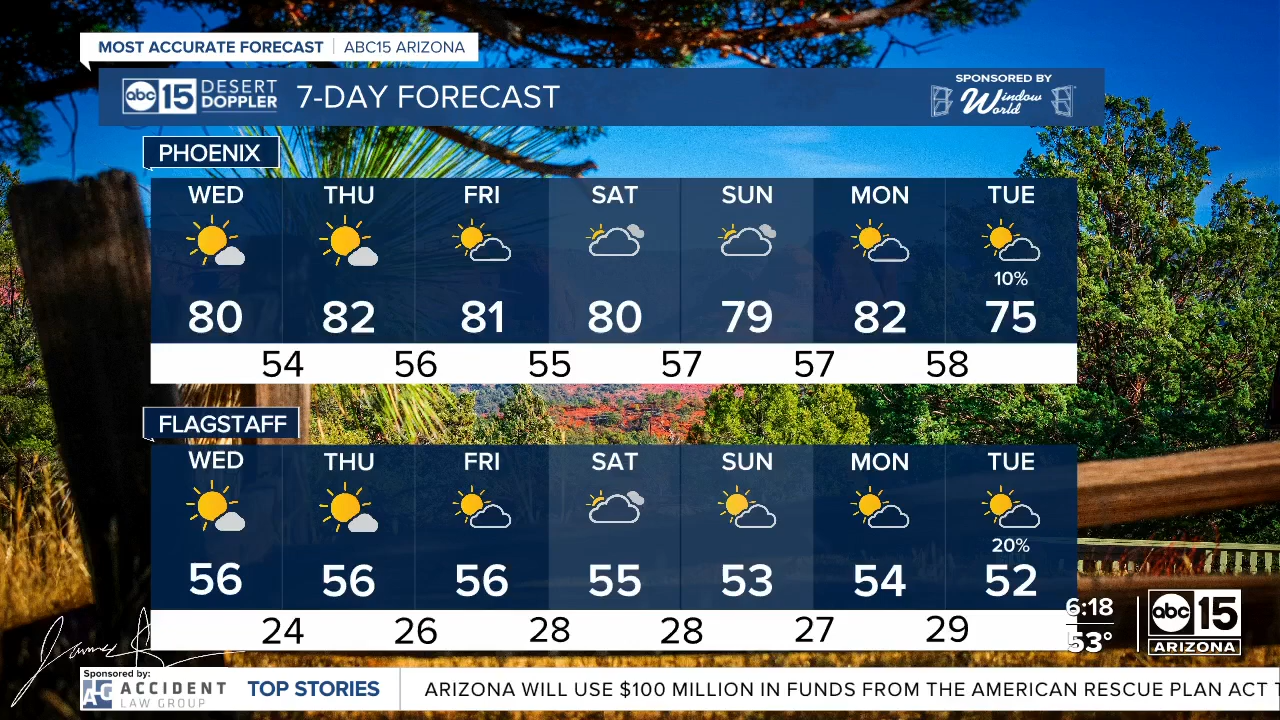 MOST ACCURATE FORECAST | ABC15 ARIZONA
abc 15 DESERT DOPPLER 7-DAY FORECAST
SPONSORED BY
Window World
PHOENIX
WED THU FRI SAT SUN MON TUE
10%
80 82 81 80 79 82 75
54 56 55 57 57 58
FLAGSTAFF
WED THU FRI SAT SUN MON TUE
20%
56 56 56 55 53 54 52
24 26 28 28 27 29
6:18
53°
abc 15
ARIZONA
Sponsored by:
AG ACCIDENT
LAW GROUP
TOP STORIES
ARIZONA WILL USE $100 MILLION IN FUNDS FROM THE AMERICAN RESCUE PLAN ACT